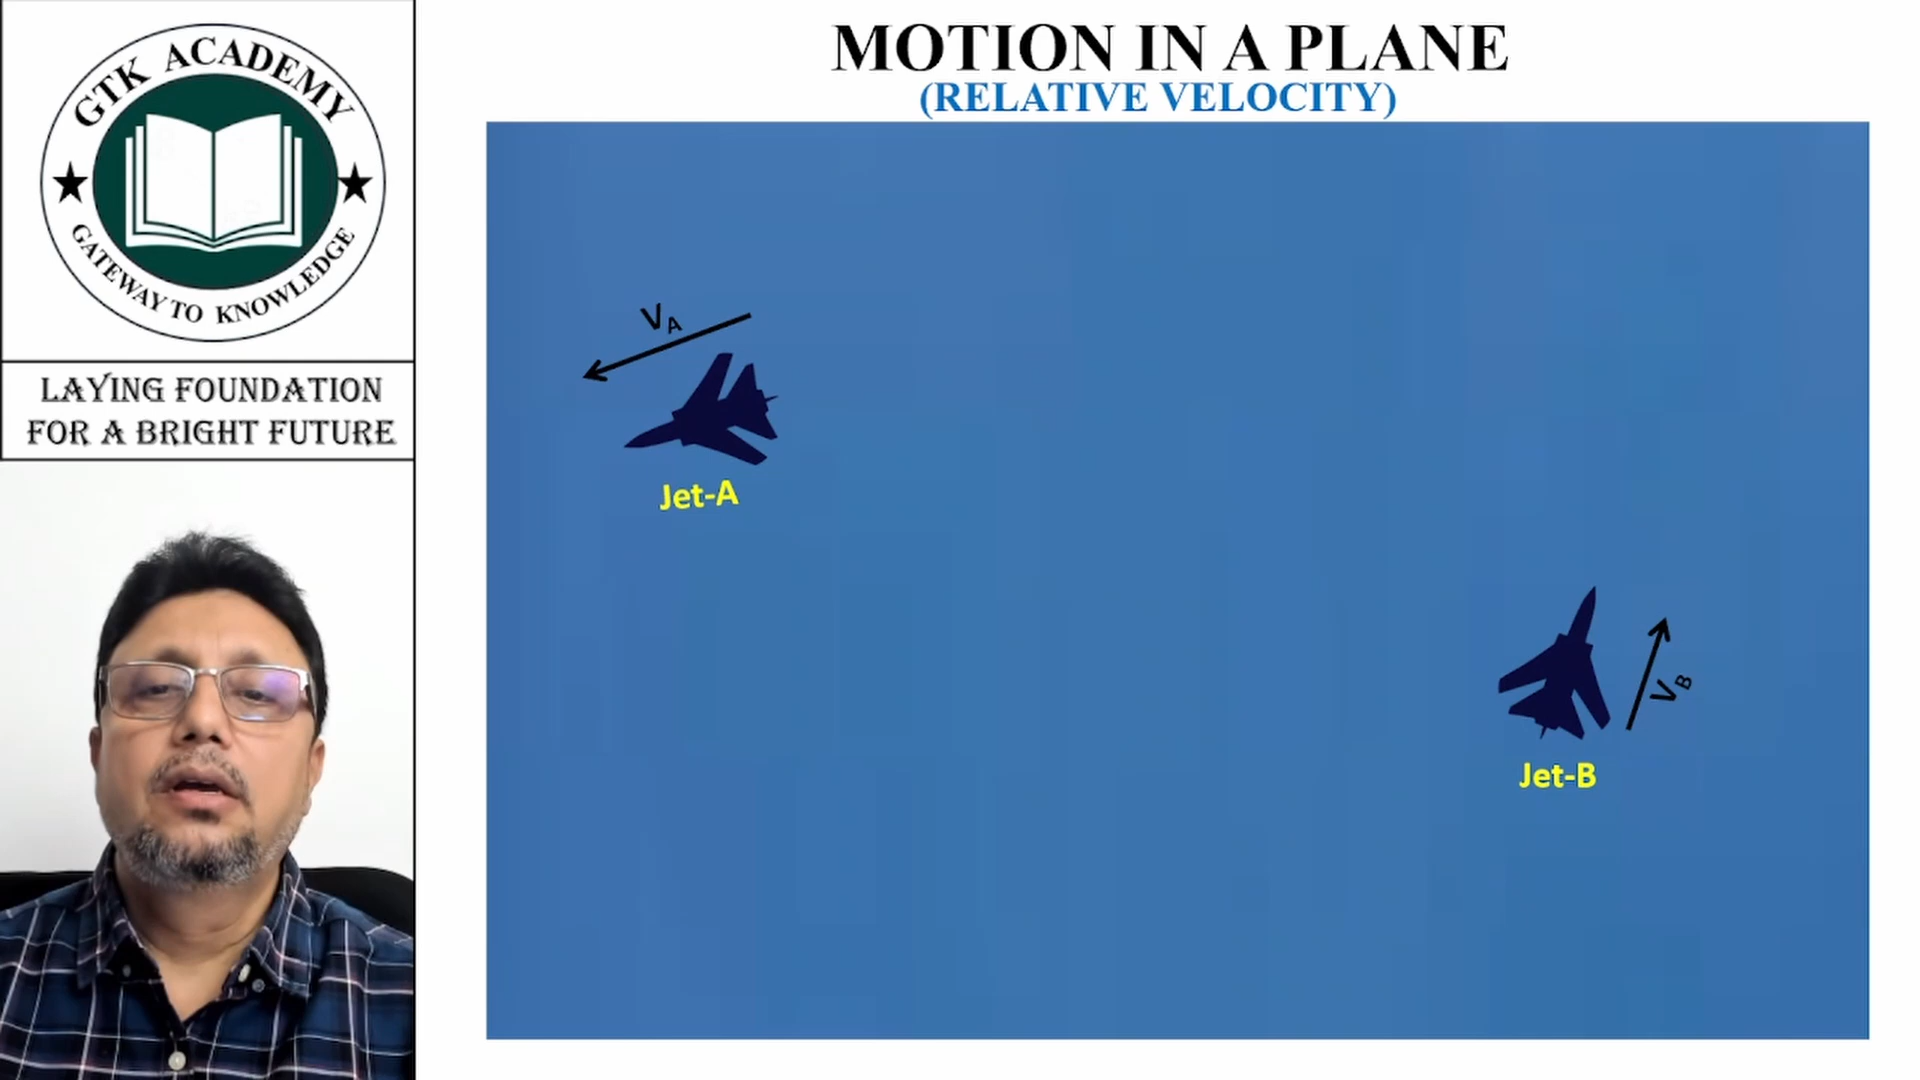 GTK ACADEMY
GATEWAY TO KNOWLEDGE
LAYING FOUNDATION
FOR A BRIGHT FUTURE
MOTION IN A PLANE
(RELATIVE VELOCITY)
VA
Jet-A
VB
Jet-B